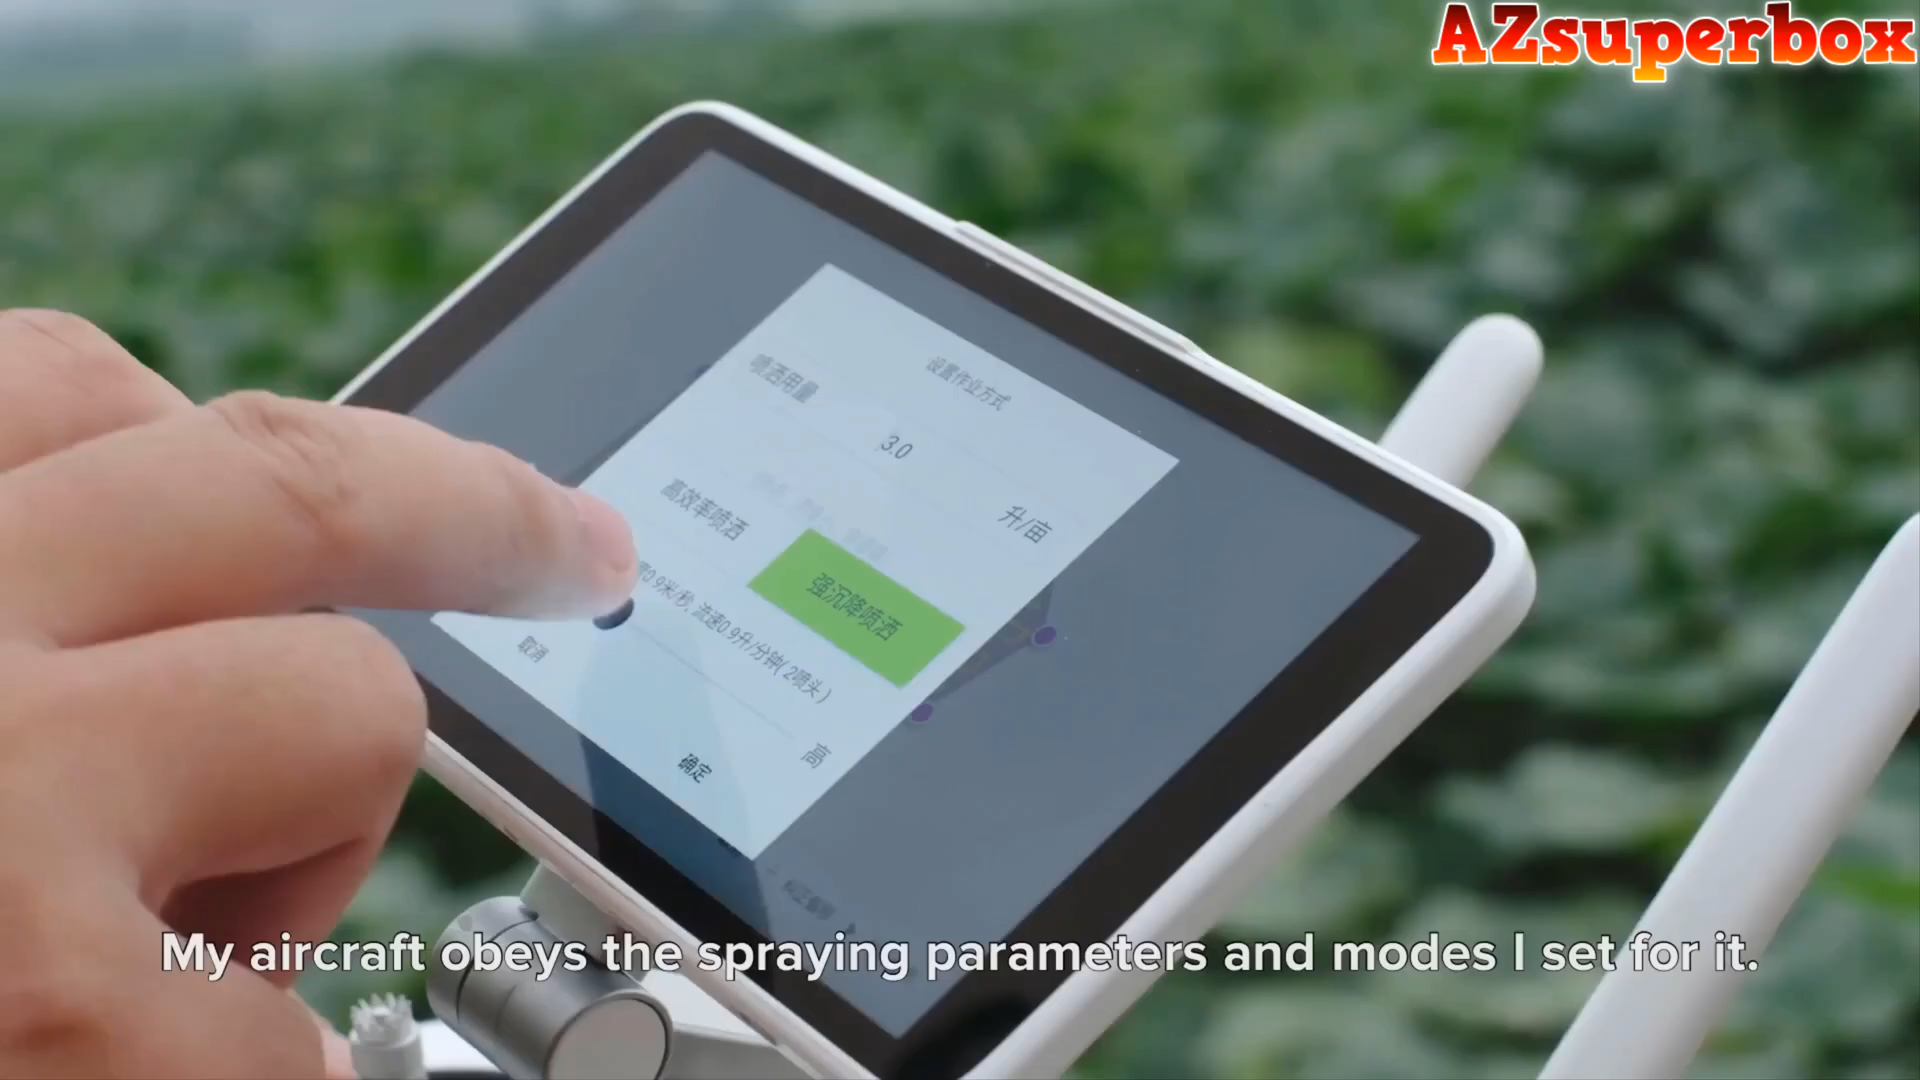 AZsuperbox
设置作业方式
喷洒用量
3.0
升/亩
高效率喷洒
强沉降喷洒
0.9米/秒, 流速0.9升/分钟( 2喷头 )
高
取消
确定
My aircraft obeys the spraying parameters and modes I set for it.